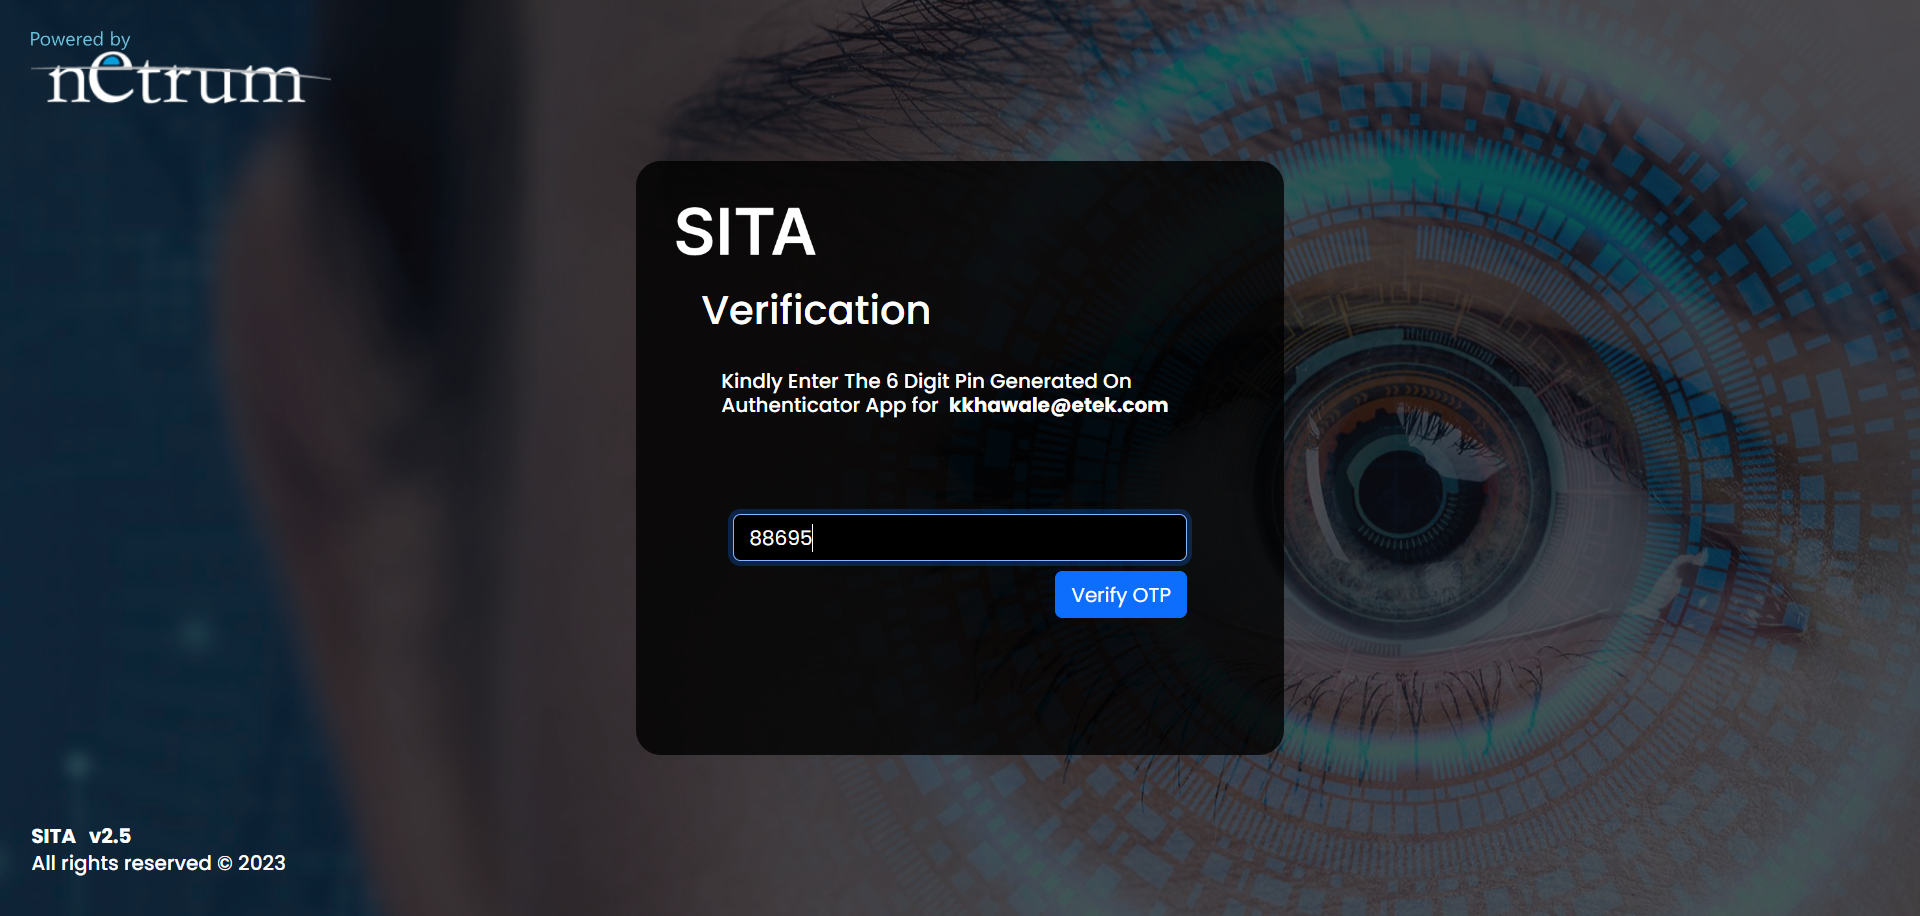 Powered by
netrum
SITA
Verification
Kindly Enter The 6 Digit Pin Generated On
Authenticator App for kkhawale@etek.com
88695
Verify OTP
SITA v2.5
All rights reserved © 2023